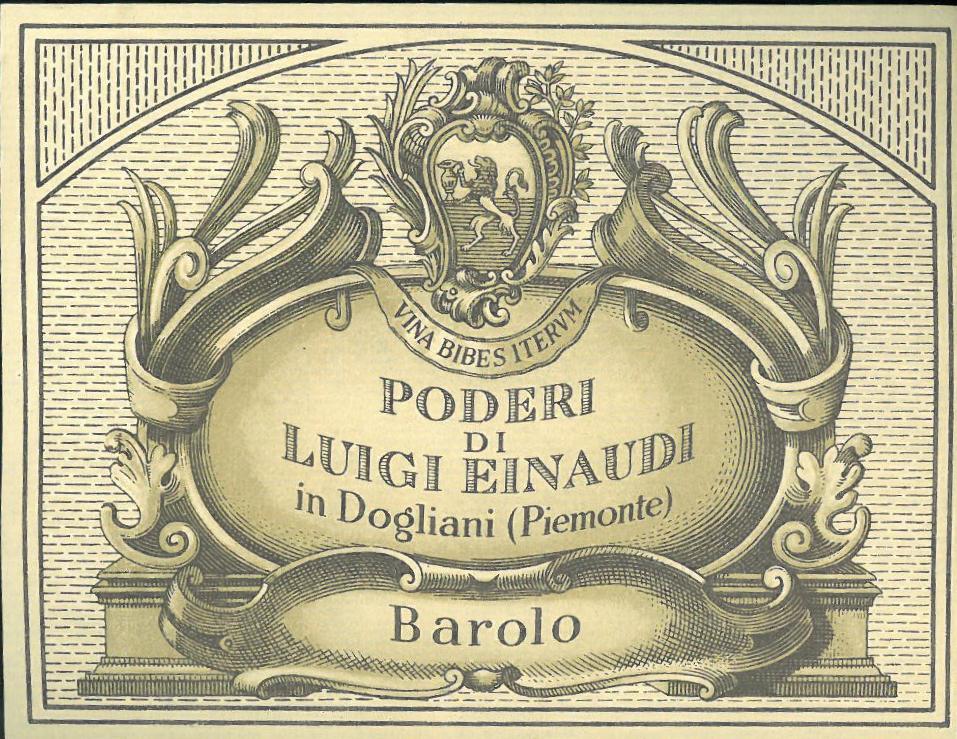 VINA BIBES ITERVM
PODERI
DI
LUIGI EINAUDI
in Dogliani (Piemonte)
Barolo